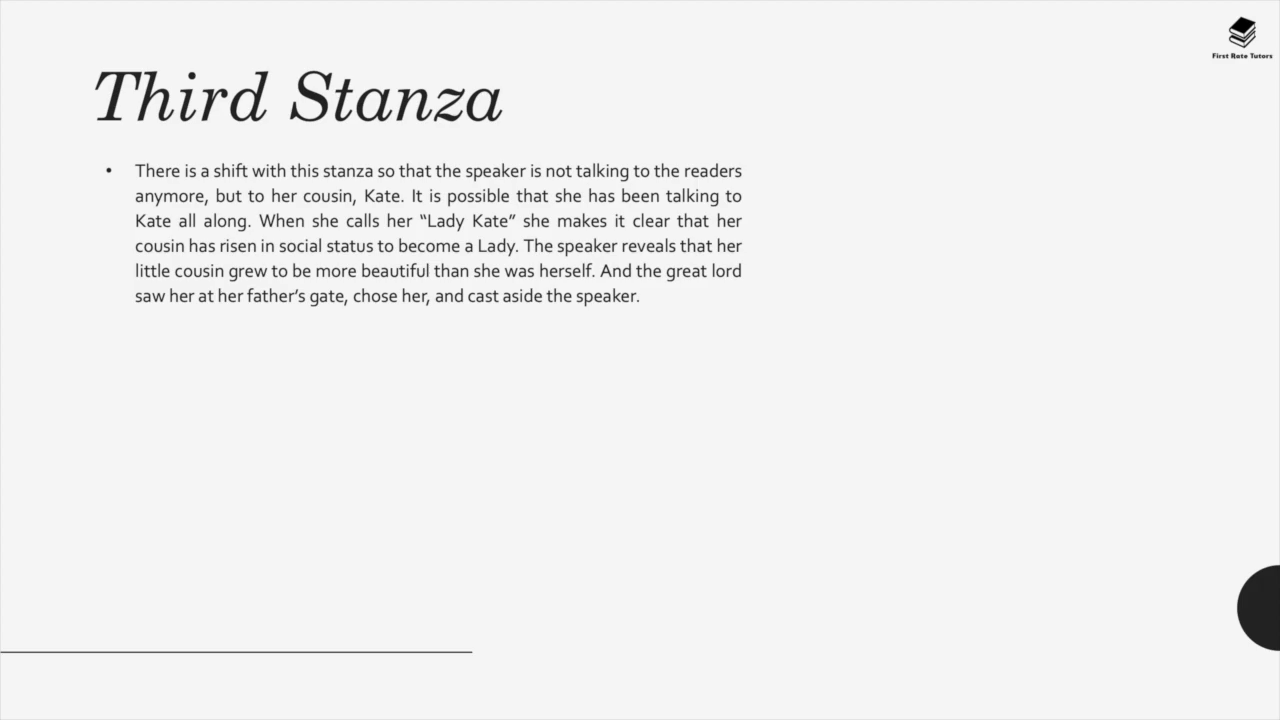 First Rate Tutors
Third Stanza
• There is a shift with this stanza so that the speaker is not talking to the readers
anymore, but to her cousin, Kate. It is possible that she has been talking to
Kate all along. When she calls her “Lady Kate” she makes it clear that her
cousin has risen in social status to become a Lady. The speaker reveals that her
little cousin grew to be more beautiful than she was herself. And the great lord
saw her at her father’s gate, chose her, and cast aside the speaker.